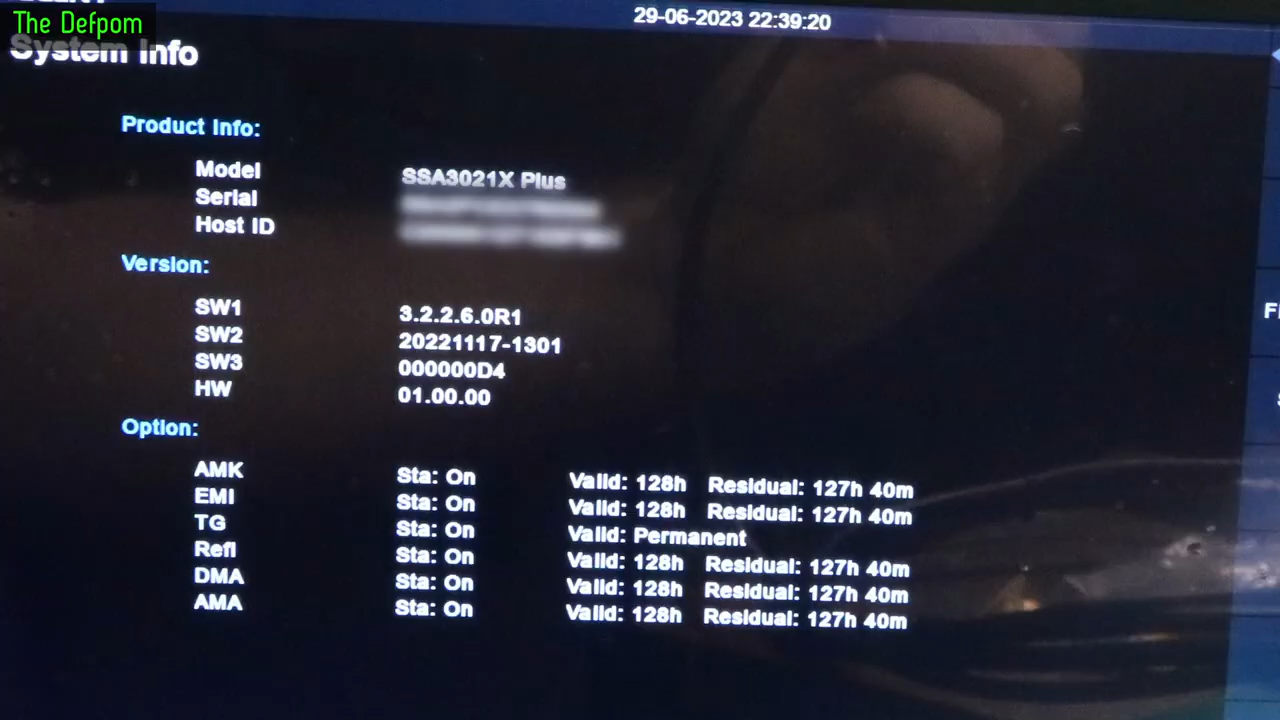 The Defpom
29-06-2023 22:39:20
System Info
Product Info:
Model SSA3021X Plus
Serial
Host ID
Version:
SW1 3.2.2.6.0R1
SW2 20221117-1301
SW3 000000D4
HW 01.00.00
Option:
AMK Sta: On Valid: 128h Residual: 127h 40m
EMI Sta: On Valid: 128h Residual: 127h 40m
TG Sta: On Valid: Permanent
Refl Sta: On Valid: 128h Residual: 127h 40m
DMA Sta: On Valid: 128h Residual: 127h 40m
AMA Sta: On Valid: 128h Residual: 127h 40m